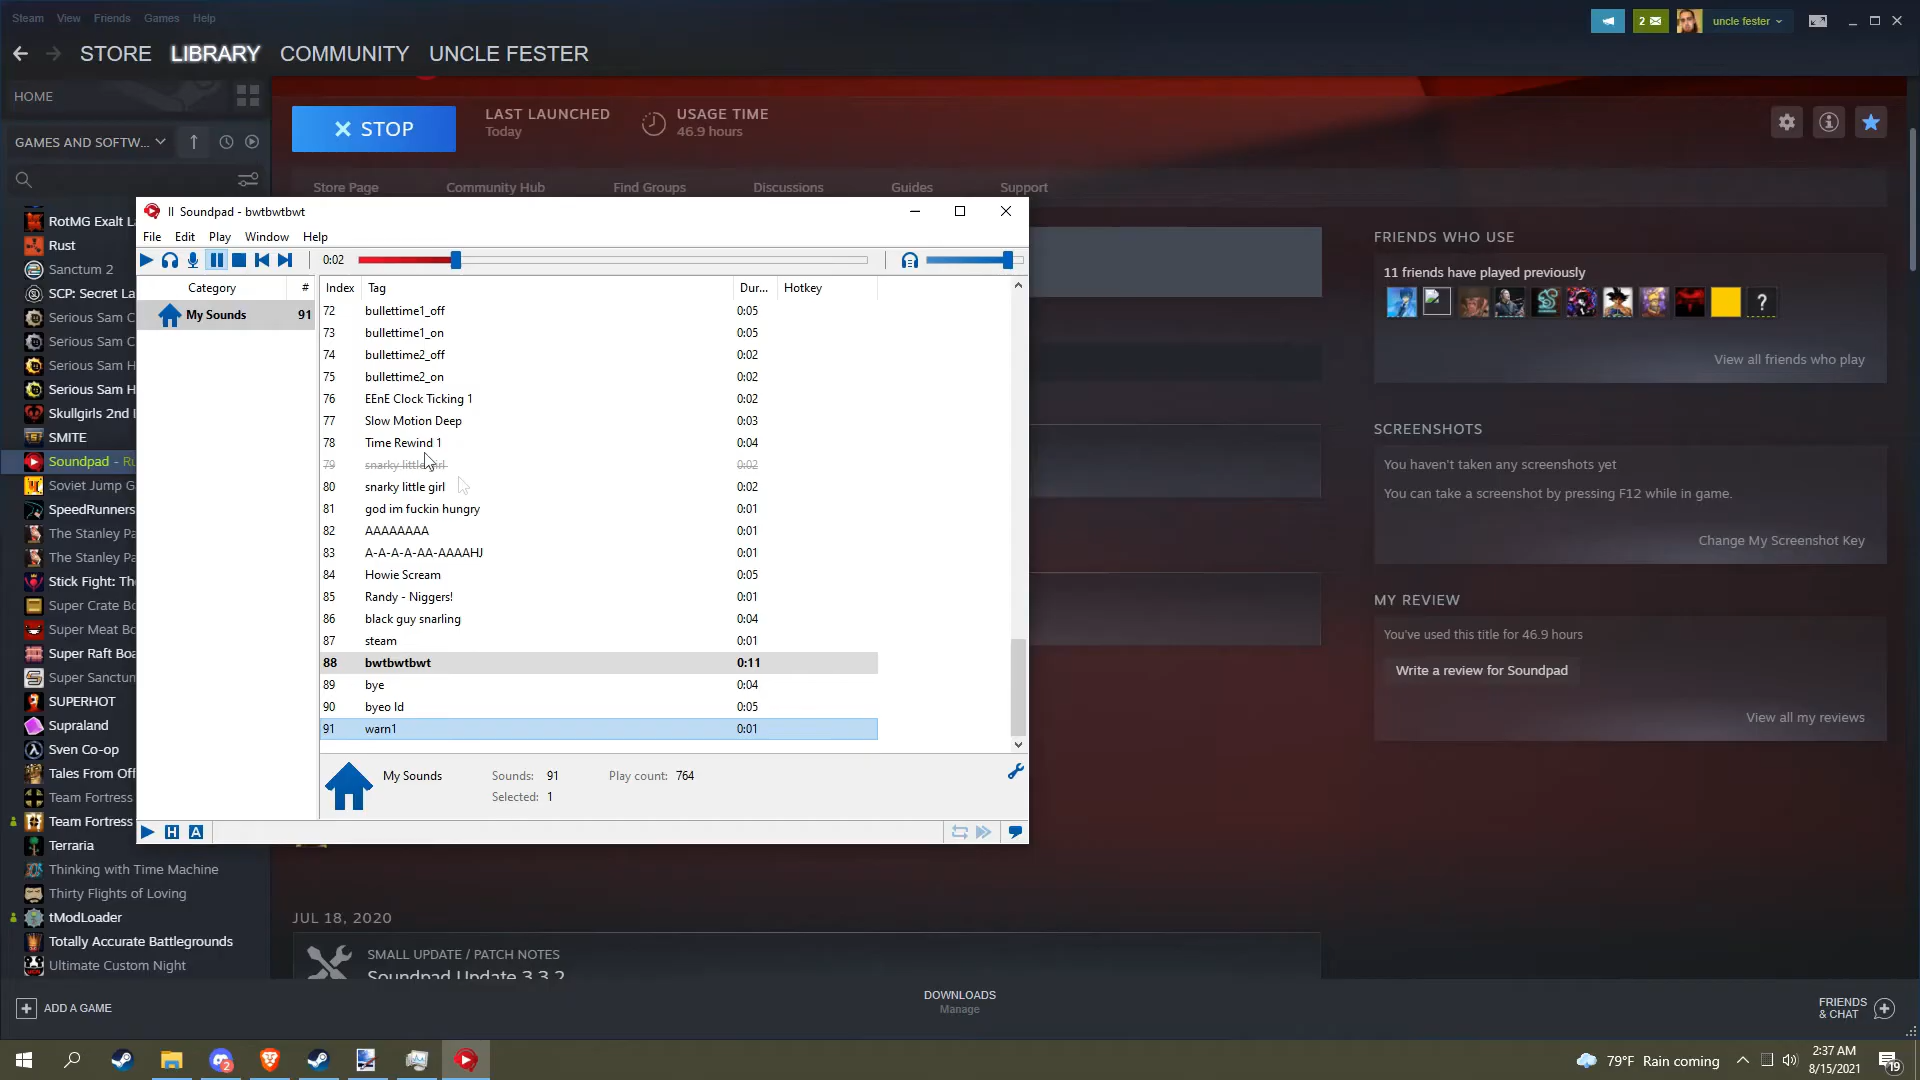 Steam View Friends Games Help
2
uncle fester
STORE LIBRARY COMMUNITY UNCLE FESTER
HOME
GAMES AND SOFTW...
STOP
LAST LAUNCHED
Today
USAGE TIME
46.9 hours
Store Page Community Hub Find Groups Discussions Guides Support
RotMG Exalt La
Rust
Sanctum 2
SCP: Secret La
Serious Sam C
Serious Sam C
Serious Sam H
Serious Sam H
Skullgirls 2nd
SMITE
Soundpad - Ru
Soviet Jump G
SpeedRunners
The Stanley Pa
The Stanley Pa
Stick Fight: The
Super Crate Bo
Super Meat Bo
Super Raft Boa
Super Sanctum
SUPERHOT
Supraland
Sven Co-op
Tales From Off
Team Fortress
Team Fortress
Terraria
Thinking with Time Machine
Thirty Flights of Loving
tModLoader
Totally Accurate Battlegrounds
Ultimate Custom Night
II Soundpad - bwtbwtbwt
File Edit Play Window Help
0:02
Category #
My Sounds 91
Index Tag Dur... Hotkey
72 bullettime1_off 0:05
73 bullettime1_on 0:05
74 bullettime2_off 0:02
75 bullettime2_on 0:02
76 EEnE Clock Ticking 1 0:02
77 Slow Motion Deep 0:03
78 Time Rewind 1 0:04
79 snarky little girl 0:02
80 snarky little girl 0:02
81 god im fuckin hungry 0:01
82 AAAAAAAA 0:01
83 A-A-A-A-AA-AAAAHJ 0:01
84 Howie Scream 0:05
85 Randy - Niggers! 0:01
86 black guy snarling 0:04
87 steam 0:01
88 bwtbwtbwt 0:11
89 bye 0:04
90 byeo ld 0:05
91 warn1 0:01
My Sounds Sounds: 91 Play count: 764
Selected: 1
H A
FRIENDS WHO USE
11 friends have played previously
?
View all friends who play
SCREENSHOTS
You haven't taken any screenshots yet
You can take a screenshot by pressing F12 while in game.
Change My Screenshot Key
MY REVIEW
You've used this title for 46.9 hours
Write a review for Soundpad
View all my reviews
JUL 18, 2020
SMALL UPDATE / PATCH NOTES
Soundpad Update 3.3.2
ADD A GAME
DOWNLOADS
Manage
FRIENDS
& CHAT
2
79°F Rain coming
2:37 AM
8/15/2021
19